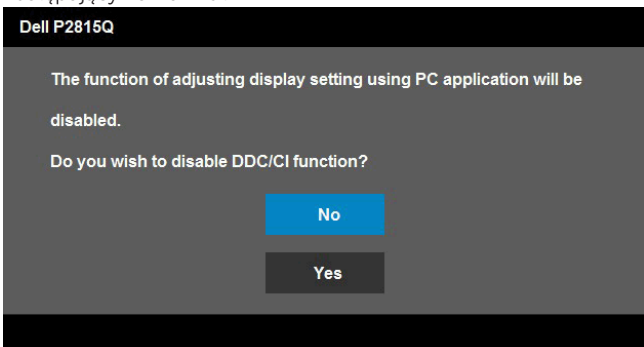 Dell P2815Q
The function of adjusting display setting using PC application will be
disabled.
Do you wish to disable DDC/CI function?
No
Yes